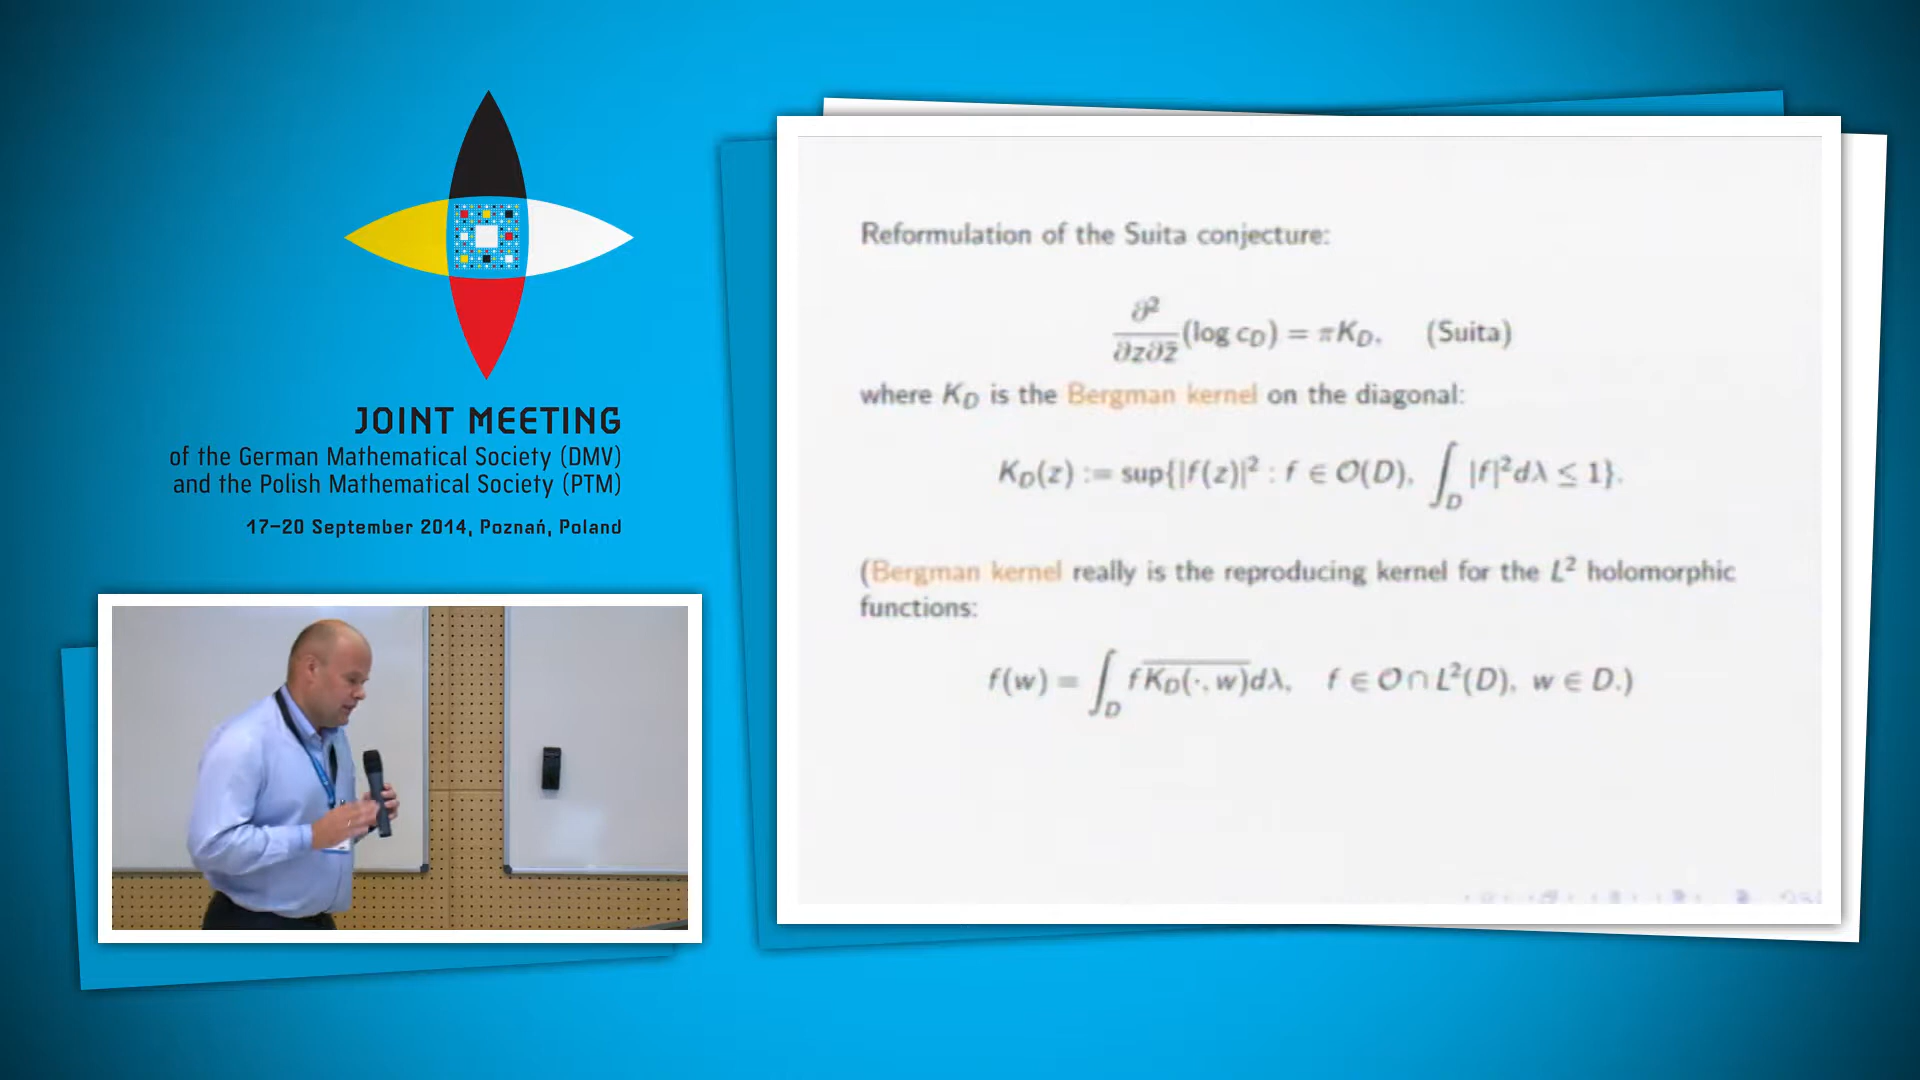 JOINT MEETING
of the German Mathematical Society (DMV)
and the Polish Mathematical Society (PTM)
17–20 September 2014, Poznań, Poland
Reformulation of the Suita conjecture:
∂²/∂z∂z̄ (log c_D) = πK_D, (Suita)
where K_D is the Bergman kernel on the diagonal:
K_D(z) := sup{|f(z)|² : f ∈ O(D), ∫_D |f|²dλ ≤ 1}.
(Bergman kernel really is the reproducing kernel for the L² holomorphic
functions:
f(w) = ∫_D f \overline{K_D(·, w)}dλ, f ∈ O ∩ L²(D), w ∈ D.)